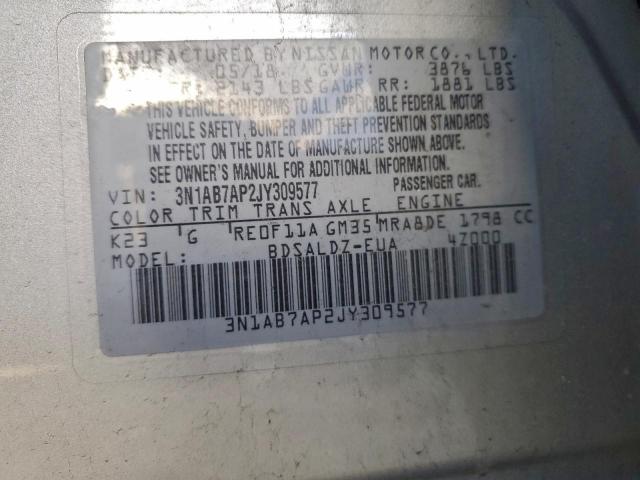 MANUFACTURED BY NISSAN MOTOR CO., LTD.
05/18 GVWR: 3876 LBS
2143 LBS GAWR RR: 1881 LBS
THIS VEHICLE CONFORMS TO ALL APPLICABLE FEDERAL MOTOR
VEHICLE SAFETY, BUMPER AND THEFT PREVENTION STANDARDS
IN EFFECT ON THE DATE OF MANUFACTURE SHOWN ABOVE.
SEE OWNER'S MANUAL FOR ADDITIONAL INFORMATION.
VIN: 3N1AB7AP2JY309577 PASSENGER CAR.
COLOR TRIM TRANS AXLE ENGINE
K23 G RE0F11A GM35 MRA8DE 1798 CC
MODEL: BDSALDZ-EUA 4Z000
3N1AB7AP2JY309577